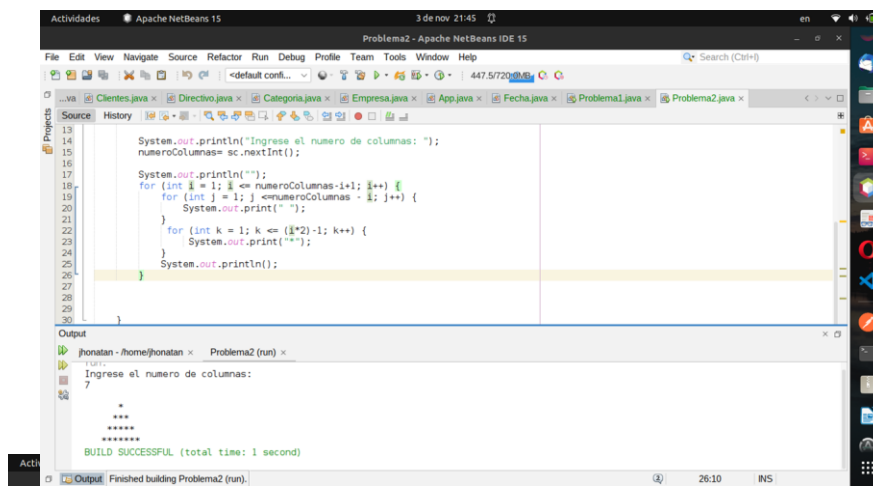 Actividades Apache NetBeans 15 3 de nov 21:45 en
Problema2 - Apache NetBeans IDE 15
File Edit View Navigate Source Refactor Run Debug Profile Team Tools Window Help Search (Ctrl+I)
<default confi... 447.5/720.0MB
...va Clientes.java × Directivo.java × Categoria.java × Empresa.java × App.java × Fecha.java × Problema1.java × Problema2.java ×
Projects
Source History
13
14 System.out.println("Ingrese el numero de columnas: ");
15 numeroColumnas= sc.nextInt();
16
17 System.out.println("");
18 for (int i = 1; i <= numeroColumnas-i+1; i++) {
19 for (int j = 1; j <=numeroColumnas - i; j++) {
20 System.out.print(" ");
21 }
22 for (int k = 1; k <= (i*2)-1; k++) {
23 System.out.print("*");
24 }
25 System.out.println();
26 }
27
28
29
30 }
Output
jhonatan - /home/jhonatan × Problema2 (run) ×
run:
Ingrese el numero de columnas:
7
*
***
*****
*******
BUILD SUCCESSFUL (total time: 1 second)
Activ
Output Finished building Problema2 (run). 26:10 INS